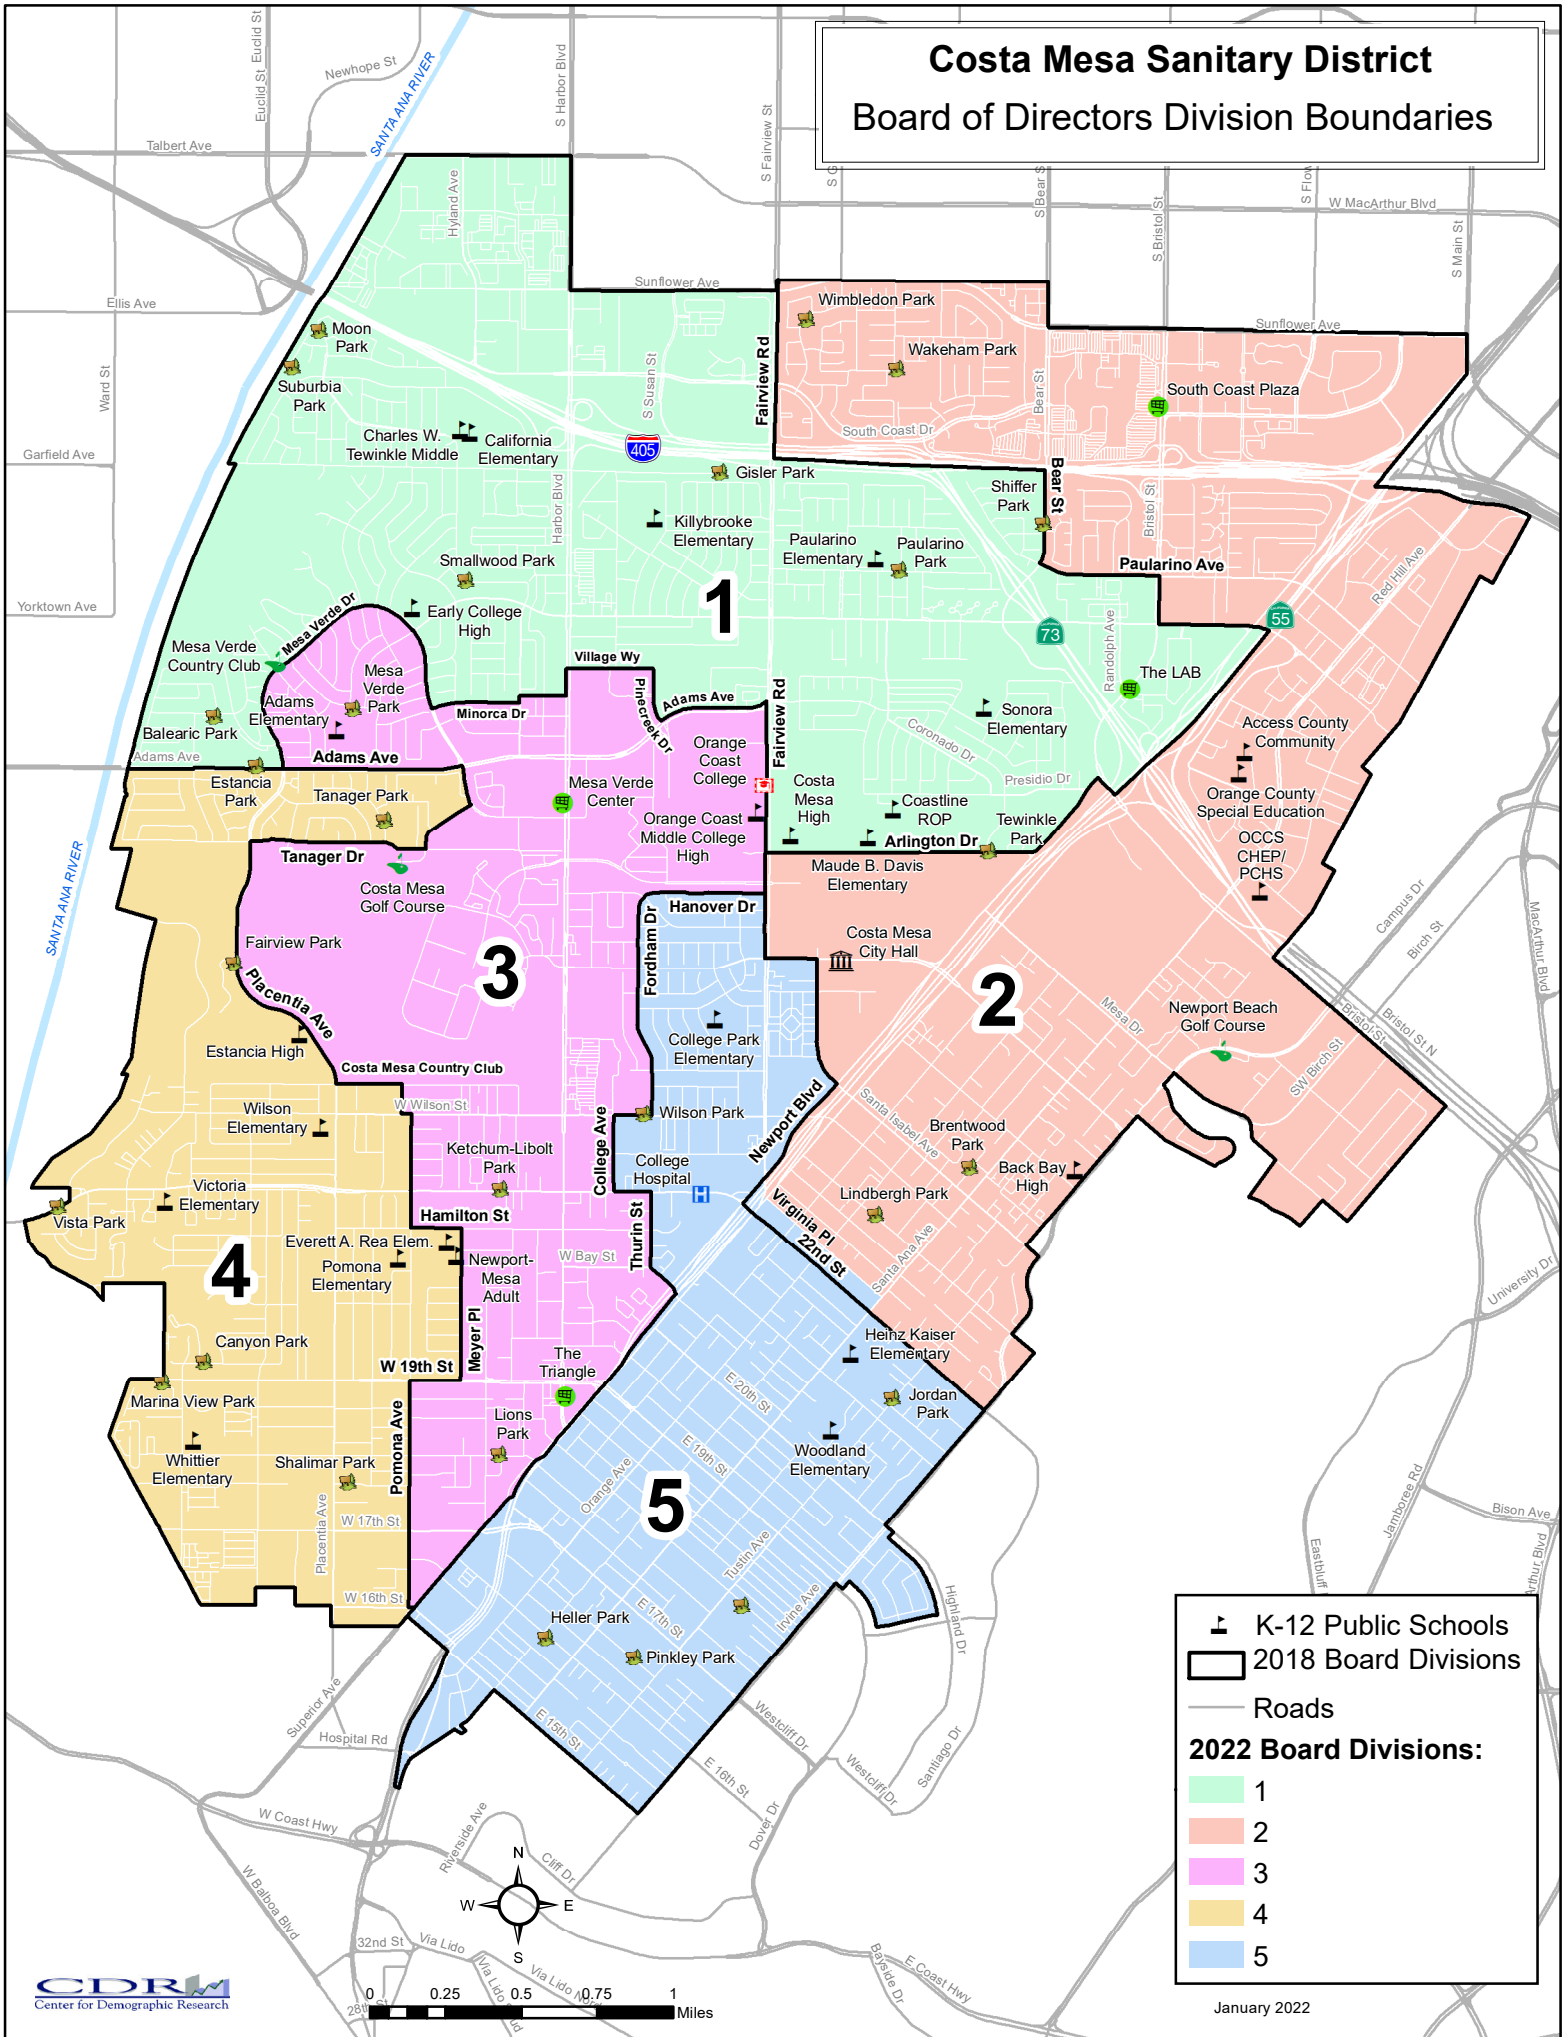 Costa Mesa Sanitary District
Board of Directors Division Boundaries
Euclid St
Euclid St
Newhope St
SANTA ANA RIVER
S Harbor Blvd
S Fairview St
Talbert Ave
S Bear S
S Bristol St
S Flow
W MacArthur Blvd
S Main St
Hyland Ave
Sunflower Ave
Ellis Ave
Wimbledon Park
Sunflower Ave
Moon
Park
Wakeham Park
Fairview Rd
Ward St
Suburbia
Park
S Susan St
Bear St
South Coast Plaza
Charles W.
Tewinkle Middle
California
Elementary
405
South Coast Dr
Garfield Ave
Gisler Park
Bear St
Shiffer
Park
Harbor Blvd
Bristol St
Killybrooke
Elementary
Paularino
Elementary
Paularino
Park
Smallwood Park
Paularino Ave
Red Hill Ave
Yorktown Ave
Early College
High
1
73
55
Mesa Verde Dr
Mesa Verde
Country Club
Village Wy
Randolph Ave
The LAB
Mesa
Verde
Park
Adams
Elementary
Minorca Dr
Pinecreek Dr
Adams Ave
Fairview Rd
Sonora
Elementary
Access County
Community
Balearic Park
Adams Ave
Adams Ave
Orange
Coast
College
Coronado Dr
Presidio Dr
Estancia
Park
Tanager Park
Mesa Verde
Center
Costa
Mesa
High
Coastline
ROP
Tewinkle
Park
Orange County
Special Education
Orange Coast
Middle College
High
Arlington Dr
OCCS
CHEP/
PCHS
Tanager Dr
Costa Mesa
Golf Course
Maude B. Davis
Elementary
SANTA ANA RIVER
Hanover Dr
Fordham Dr
Costa Mesa
City Hall
Campus Dr
Birch St
MacArthur Blvd
Fairview Park
3
Placentia Ave
2
Mesa Dr
Newport Beach
Golf Course
Bristol St
Bristol St N
Estancia High
College Park
Elementary
SW Birch St
Costa Mesa Country Club
W Wilson St
Wilson
Elementary
College Ave
Wilson Park
Newport Blvd
Santa Isabel Ave
Brentwood
Park
Ketchum-Libolt
Park
College
Hospital
Back Bay
High
Victoria
Elementary
Vista Park
Hamilton St
Lindbergh Park
Virginia Pl
22nd St
Santa Ana Ave
Everett A. Rea Elem.
Pomona
Elementary
Newport-
Mesa
Adult
W Bay St
Thurin St
4
University Dr
Canyon Park
Meyer Pl
Heinz Kaiser
Elementary
W 19th St
The
Triangle
Marina View Park
Pomona Ave
Lions
Park
E 20th St
Jordan
Park
Whittier
Elementary
Shalimar Park
E 19th St
Woodland
Elementary
Orange Ave
5
Placentia Ave
W 17th St
Jamboree Rd
Bison Ave
Tustin Ave
Eastbluff
Arthur Blvd
W 16th St
Heller Park
E 17th St
Irvine Ave
Highland Dr
Pinkley Park
K-12 Public Schools
2018 Board Divisions
Roads
2022 Board Divisions:
1
2
3
4
5
Superior Ave
Hospital Rd
E 15th St
Westcliff Dr
Westcliff Dr
Santiago Dr
E 16th St
Dover Dr
W Coast Hwy
Riverside Ave
Cliff Dr
N
W
E
S
W Balboa Blvd
32nd St
Via Lido
Via Lido Nord
Bayside Dr
E Coast Hwy
CDR
Center for Demographic Research
28th St
0
0.25
0.5
0.75
1
Miles
January 2022